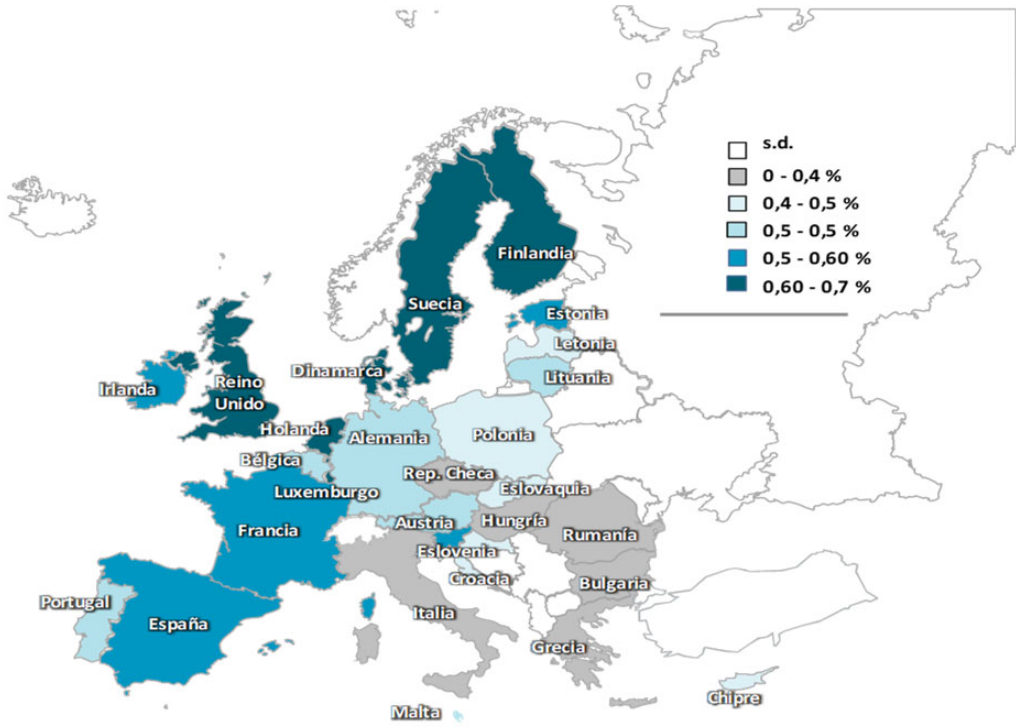 s.d.
0 - 0,4 %
0,4 - 0,5 %
0,5 - 0,5 %
0,5 - 0,60 %
0,60 - 0,7 %
Finlandia
Suecia
Estonia
Letonia
Lituania
Dinamarca
Irlanda
Reino
Unido
Holanda
Alemania
Polonia
Bélgica
Rep. Checa
Luxemburgo
Eslovaquia
Austria
Hungría
Francia
Rumanía
Eslovenia
Croacia
Bulgaria
Portugal
España
Italia
Grecia
Chipre
Malta